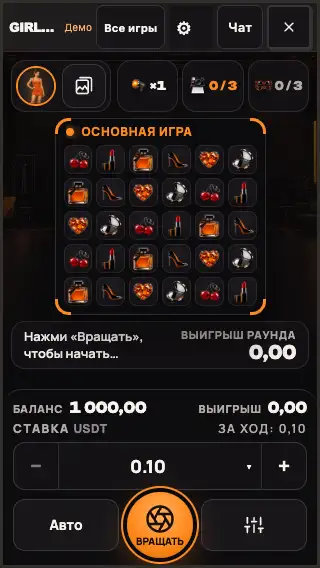 GIRL...
Демо
Все игры
Чат
×1
0/3
0/3
ОСНОВНАЯ ИГРА
Нажми «Вращать», чтобы начать…
ВЫИГРЫШ РАУНДА
0,00
БАЛАНС 1 000,00
ВЫИГРЫШ 0,00
СТАВКА USDT
ЗА ХОД: 0,10
− 0.10 +
Авто
ВРАЩАТЬ